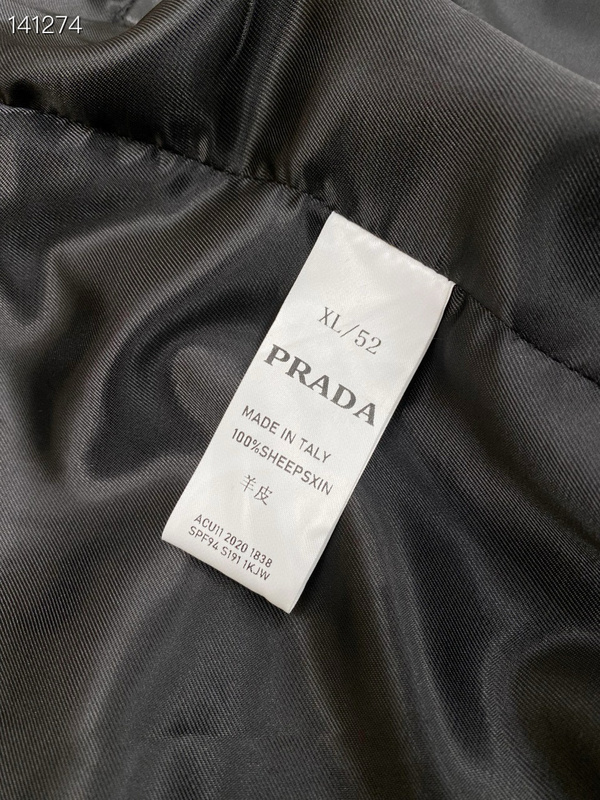 141274
XL/52
PRADA
MADE IN TALY
100%SHEEPSXIN
羊皮
ACU11 2020 1838
SPF94 S191 1KJW